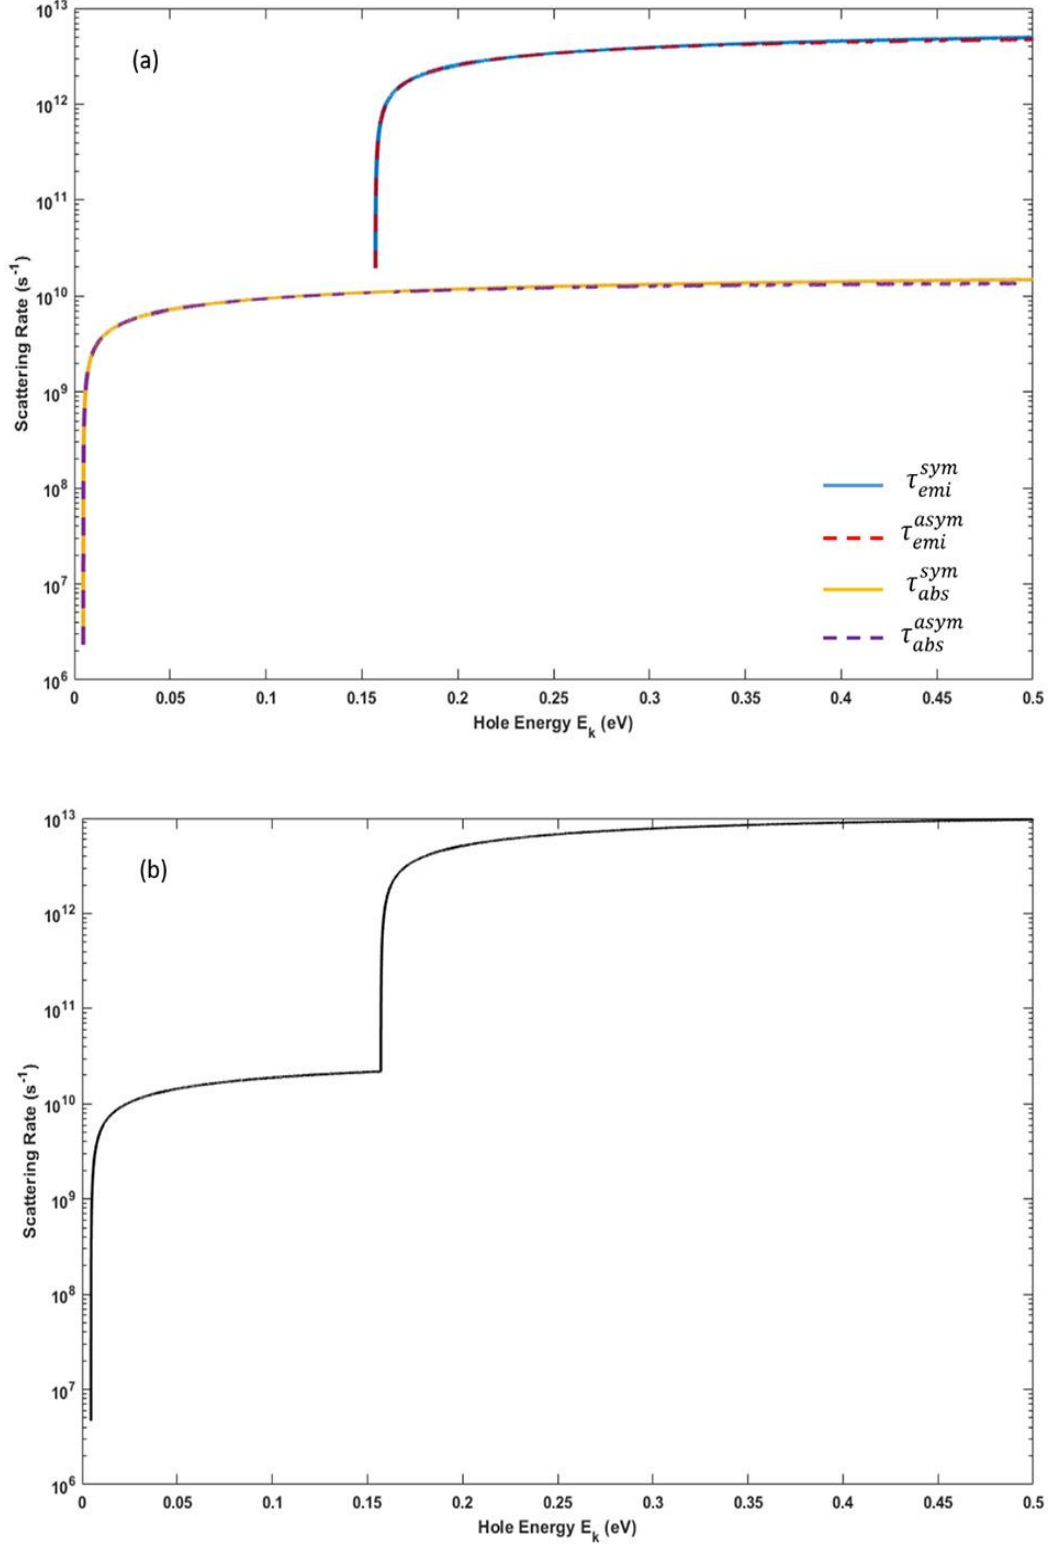 (a)
10^13
10^12
10^11
10^10
10^9
10^8
10^7
10^6
Scattering Rate (s^-1)
τ_emi^sym
τ_emi^asym
τ_abs^sym
τ_abs^asym
0 0.05 0.1 0.15 0.2 0.25 0.3 0.35 0.4 0.45 0.5
Hole Energy E_k (eV)
(b)
10^13
10^12
10^11
10^10
10^9
10^8
10^7
10^6
Scattering Rate (s^-1)
0 0.05 0.1 0.15 0.2 0.25 0.3 0.35 0.4 0.45 0.5
Hole Energy E_k (eV)